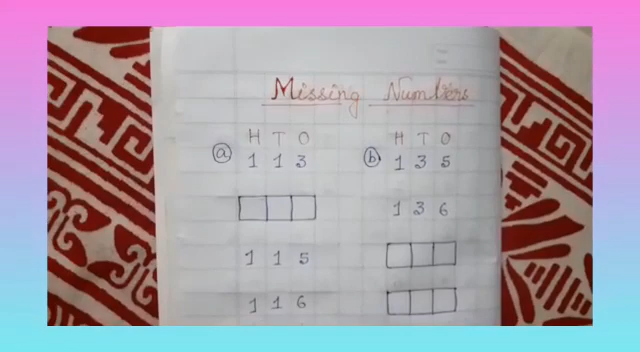 Missing Numbers
H T O
ⓐ 1 1 3
1 1 5
1 1 6
H T O
ⓑ 1 3 5
1 3 6